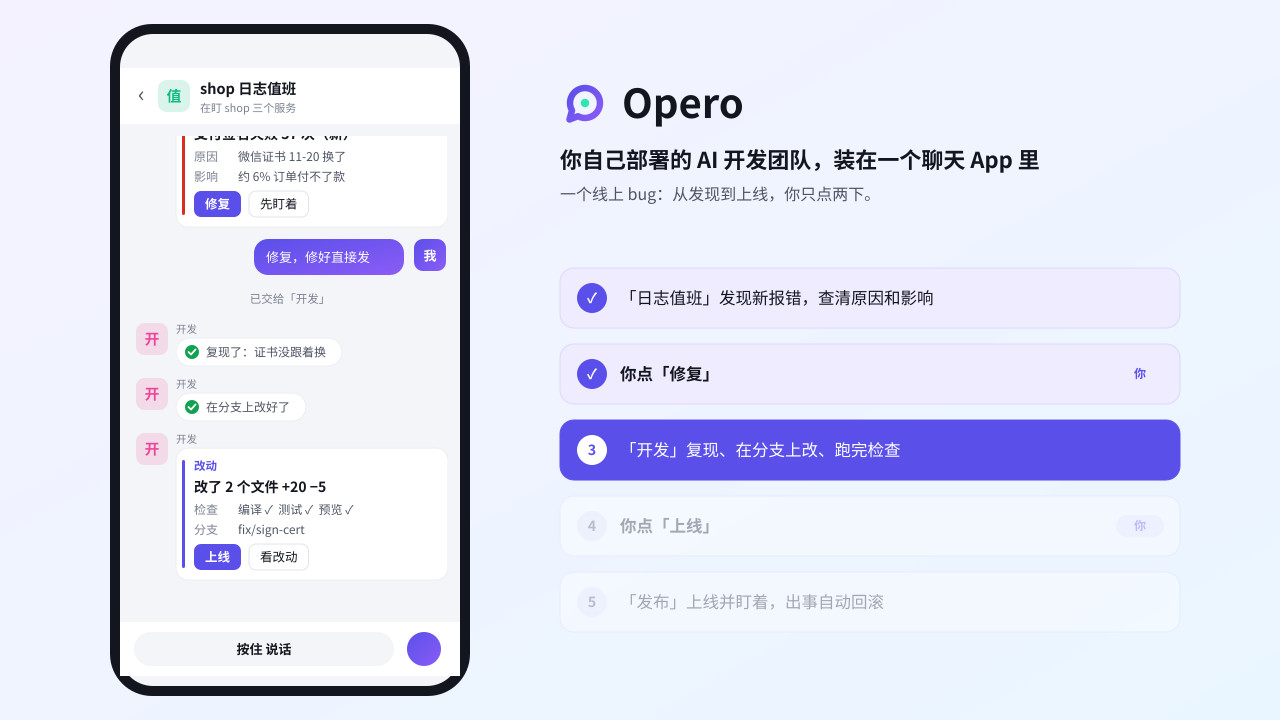 ‹
值
shop 日志值班
在盯 shop 三个服务
原因 微信证书 11-20 换了
影响 约 6% 订单付不了款
修复 先盯着
修复，修好直接发
我
已交给「开发」
开
开发
复现了：证书没跟着换
开
开发
在分支上改好了
开
开发
改动
改了 2 个文件 +20 −5
检查 编译 ✓ 测试 ✓ 预览 ✓
分支 fix/sign-cert
上线 看改动
按住 说话
Opero
你自己部署的 AI 开发团队，装在一个聊天 App 里
一个线上 bug：从发现到上线，你只点两下。
✓ 「日志值班」发现新报错，查清原因和影响
✓ 你点「修复」 你
3 「开发」复现、在分支上改、跑完检查
4 你点「上线」 你
5 「发布」上线并盯着，出事自动回滚